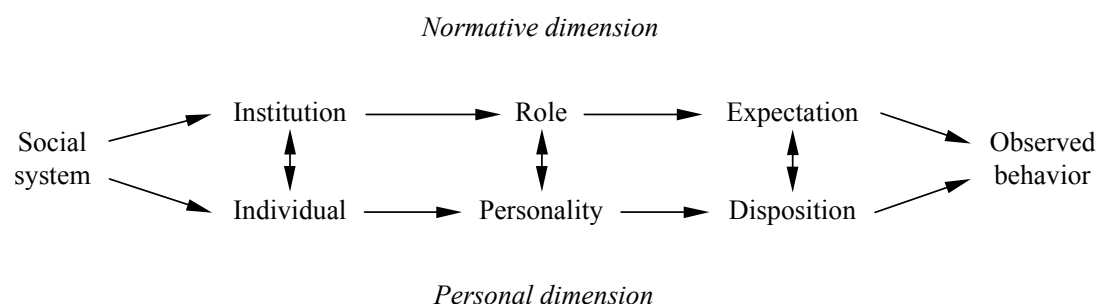 Normative dimension
Institution
Role
Expectation
Social
system
Observed
behavior
Individual
Personality
Disposition
Personal dimension